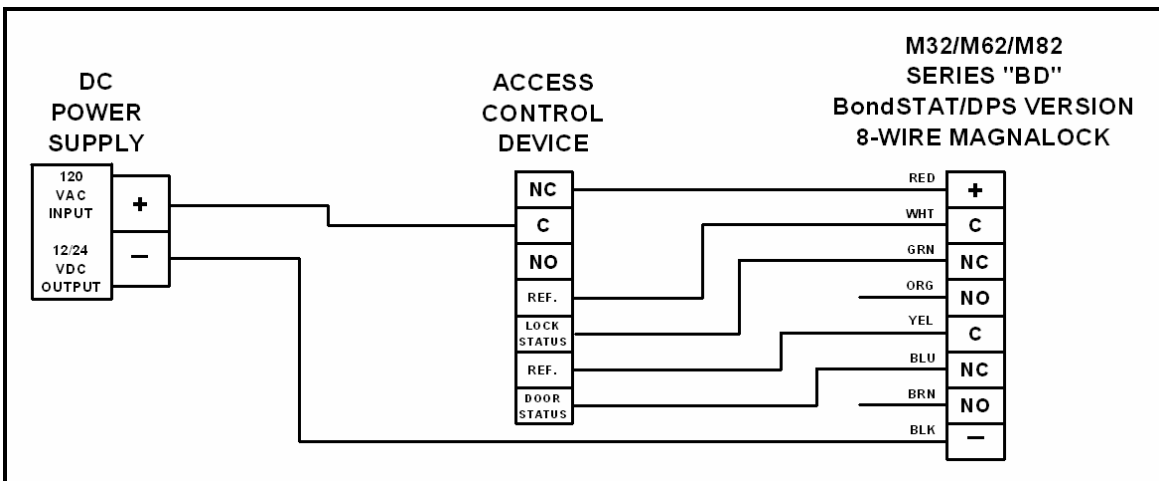 DC
POWER
SUPPLY
120
VAC
INPUT
12/24
VDC
OUTPUT
+
−
ACCESS
CONTROL
DEVICE
NC
C
NO
REF.
LOCK
STATUS
REF.
DOOR
STATUS
M32/M62/M82
SERIES "BD"
BondSTAT/DPS VERSION
8-WIRE MAGNALOCK
RED +
WHT C
GRN NC
ORG NO
YEL C
BLU NC
BRN NO
BLK −